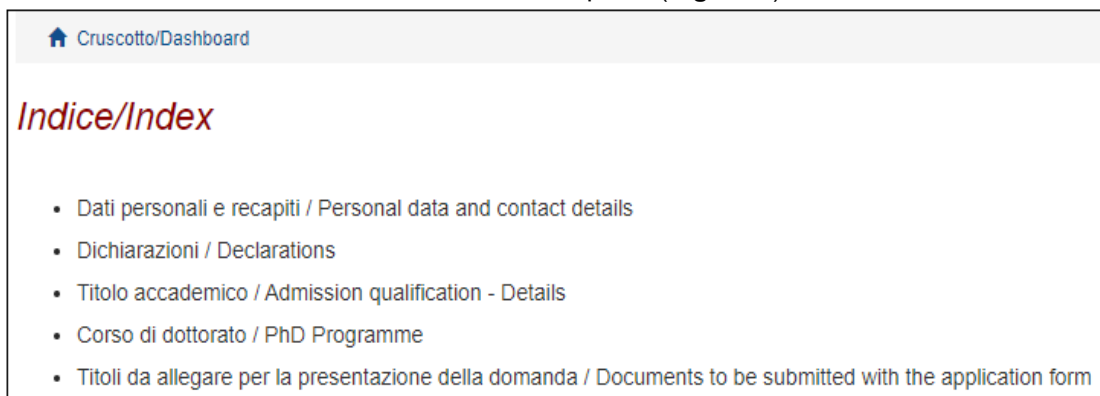 Cruscotto/Dashboard
Indice/Index
• Dati personali e recapiti / Personal data and contact details
• Dichiarazioni / Declarations
• Titolo accademico / Admission qualification - Details
• Corso di dottorato / PhD Programme
• Titoli da allegare per la presentazione della domanda / Documents to be submitted with the application form